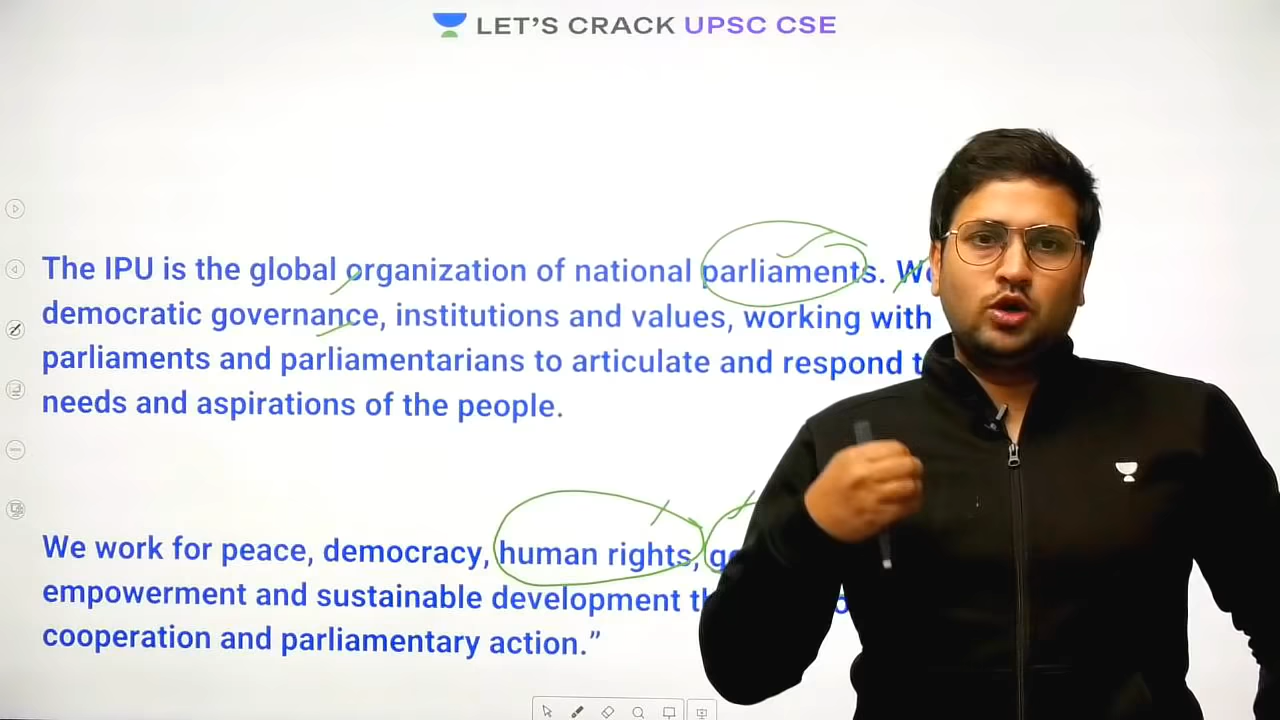 LET'S CRACK UPSC CSE
The IPU is the global organization of national parliaments. We
democratic governance, institutions and values, working with
parliaments and parliamentarians to articulate and respond
needs and aspirations of the people.
We work for peace, democracy, human rights,
empowerment and sustainable development
cooperation and parliamentary action.”